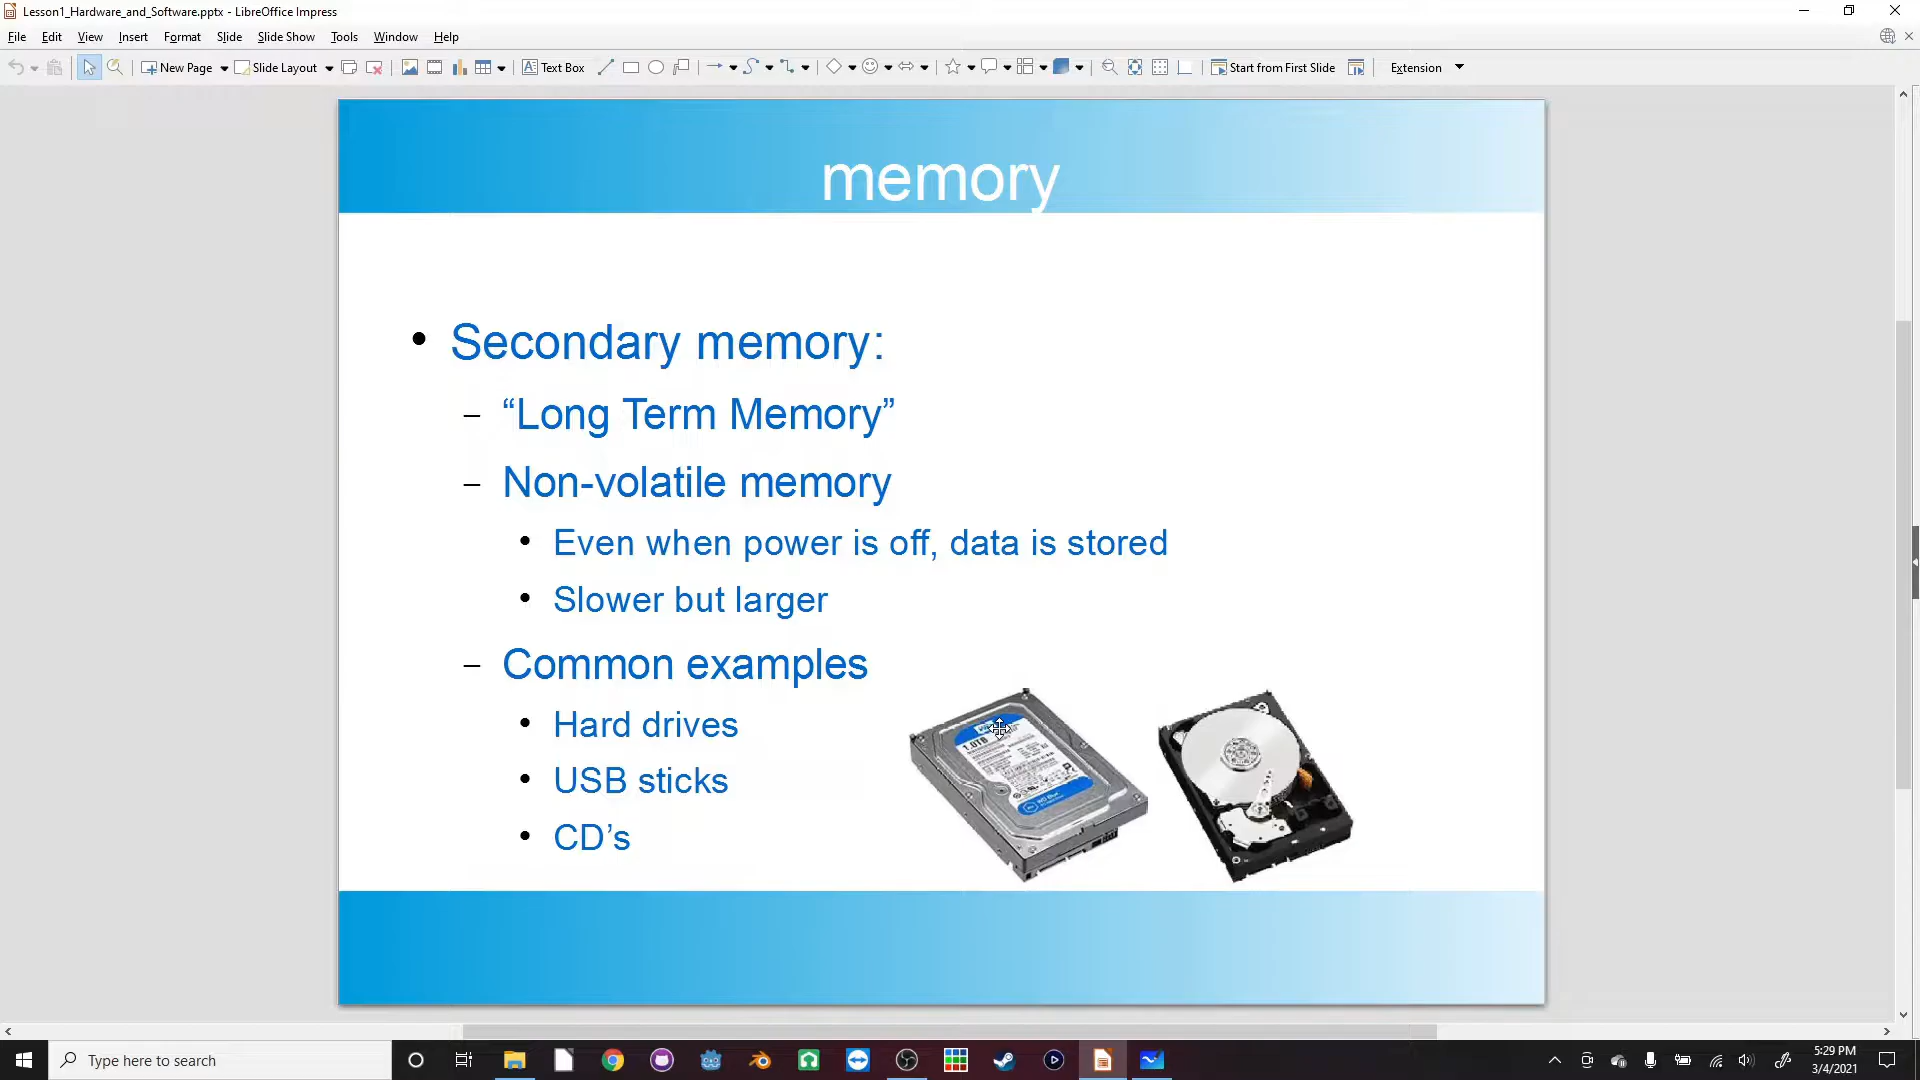 Lesson1_Hardware_and_Software.pptx - LibreOffice Impress
File Edit View Insert Format Slide Slide Show Tools Window Help
New Page Slide Layout Text Box Start from First Slide Extension
memory
• Secondary memory:
– “Long Term Memory”
– Non-volatile memory
• Even when power is off, data is stored
• Slower but larger
– Common examples
• Hard drives
• USB sticks
• CD’s
1.0TB
Type here to search
5:29 PM
3/4/2021